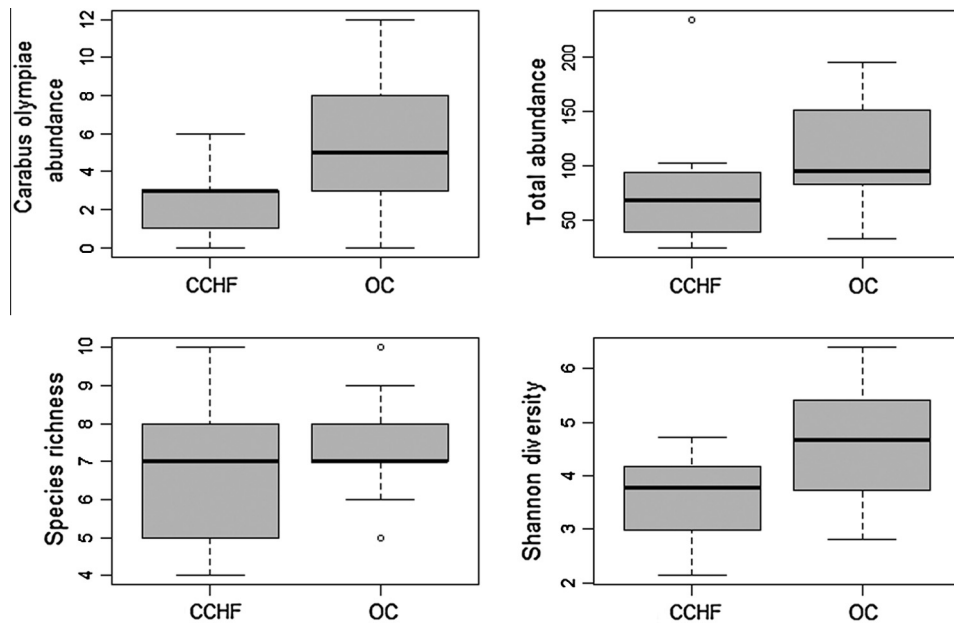 Carabus olympiae
abundance
12
10
8
6
4
2
0
CCHF OC
Total abundance
200
150
100
50
CCHF OC
Species richness
10
9
8
7
6
5
4
CCHF OC
Shannon diversity
6
5
4
3
2
CCHF OC